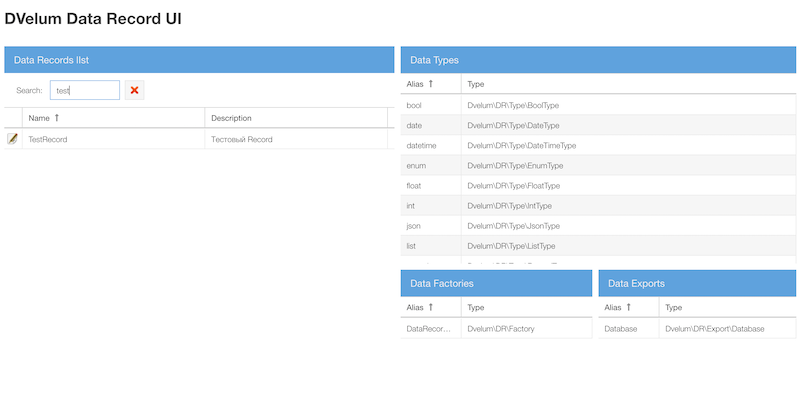 DVelum Data Record UI
Data Records lIst
Search: test
Name Description
TestRecord Тестовый Record
Data Types
Alias Type
bool Dvelum\DR\Type\BoolType
date Dvelum\DR\Type\DateType
datetime Dvelum\DR\Type\DateTimeType
enum Dvelum\DR\Type\EnumType
float Dvelum\DR\Type\FloatType
int Dvelum\DR\Type\IntType
json Dvelum\DR\Type\JsonType
list Dvelum\DR\Type\ListType
Data Factories
Alias Type
DataRecor... Dvelum\DR\Factory
Data Exports
Alias Type
Database Dvelum\DR\Export\Database